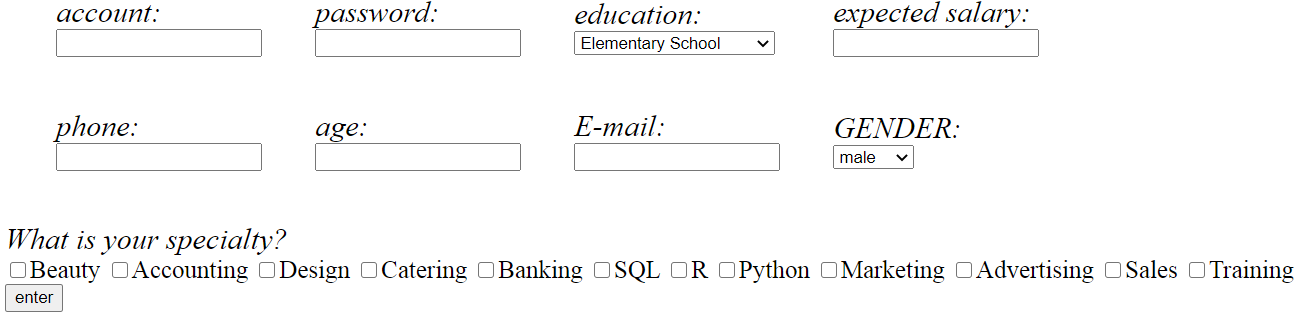 account: password: education: expected salary:
Elementary School
phone: age: E-mail: GENDER:
male
What is your specialty?
Beauty Accounting Design Catering Banking SQL R Python Marketing Advertising Sales Training
enter